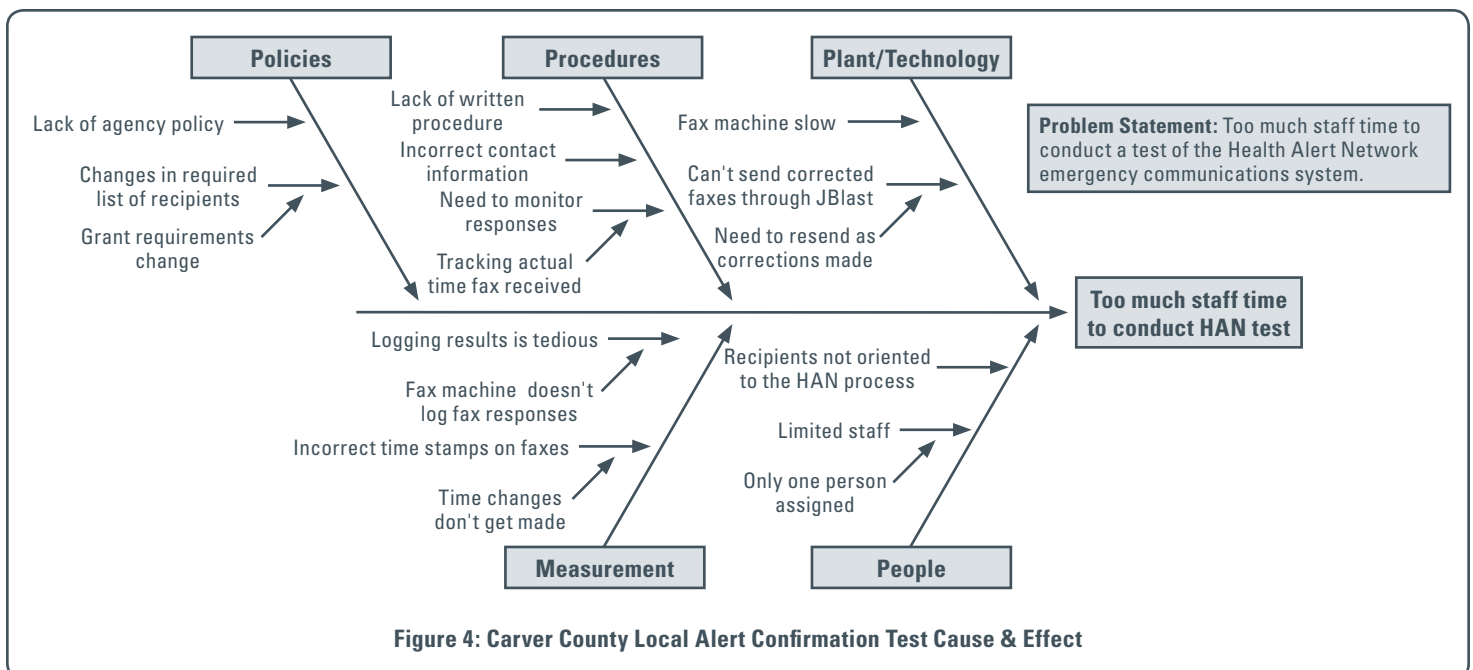 Policies
Procedures
Plant/Technology
Lack of agency policy
Changes in required
list of recipients
Grant requirements
change
Lack of written
procedure
Incorrect contact
information
Need to monitor
responses
Tracking actual
time fax received
Fax machine slow
Can't send corrected
faxes through JBlast
Need to resend as
corrections made
Problem Statement: Too much staff time to
conduct a test of the Health Alert Network
emergency communications system.
Too much staff time
to conduct HAN test
Logging results is tedious
Fax machine doesn't
log fax responses
Incorrect time stamps on faxes
Time changes
don't get made
Recipients not oriented
to the HAN process
Limited staff
Only one person
assigned
Measurement
People
Figure 4: Carver County Local Alert Confirmation Test Cause & Effect